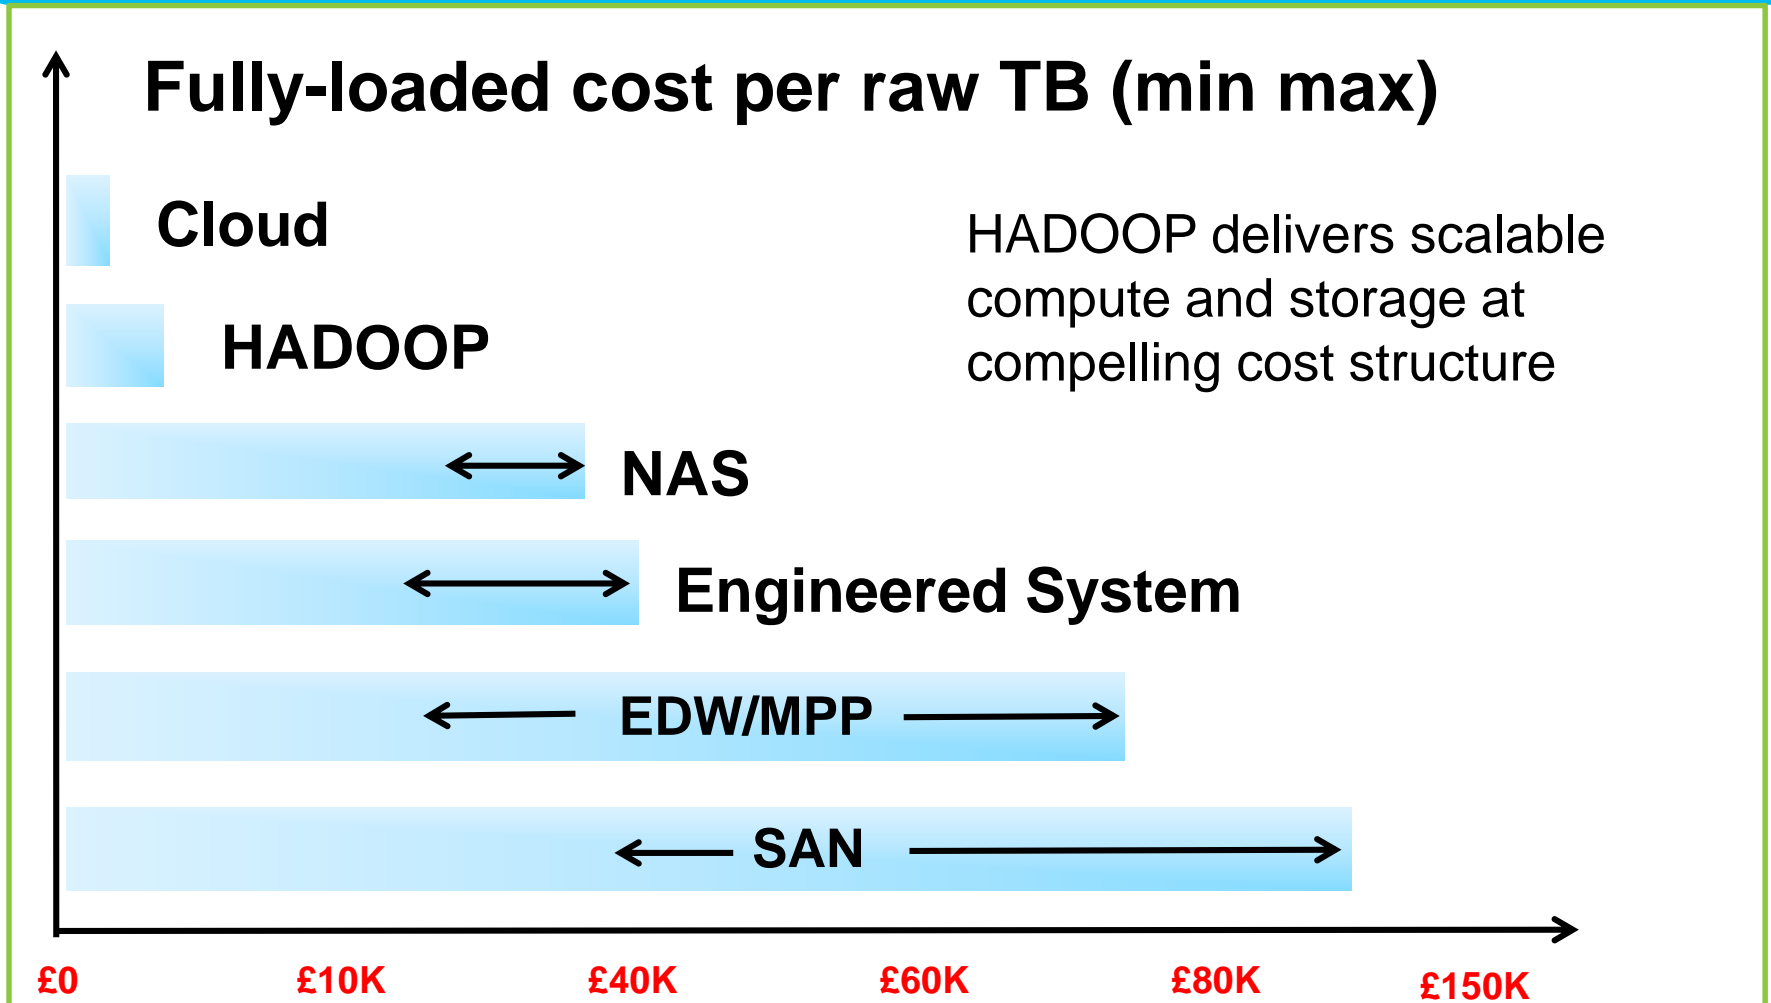 Fully-loaded cost per raw TB (min max)
Cloud
HADOOP delivers scalable
compute and storage at
compelling cost structure
HADOOP
NAS
Engineered System
EDW/MPP
SAN
£0 £10K £40K £60K £80K £150K